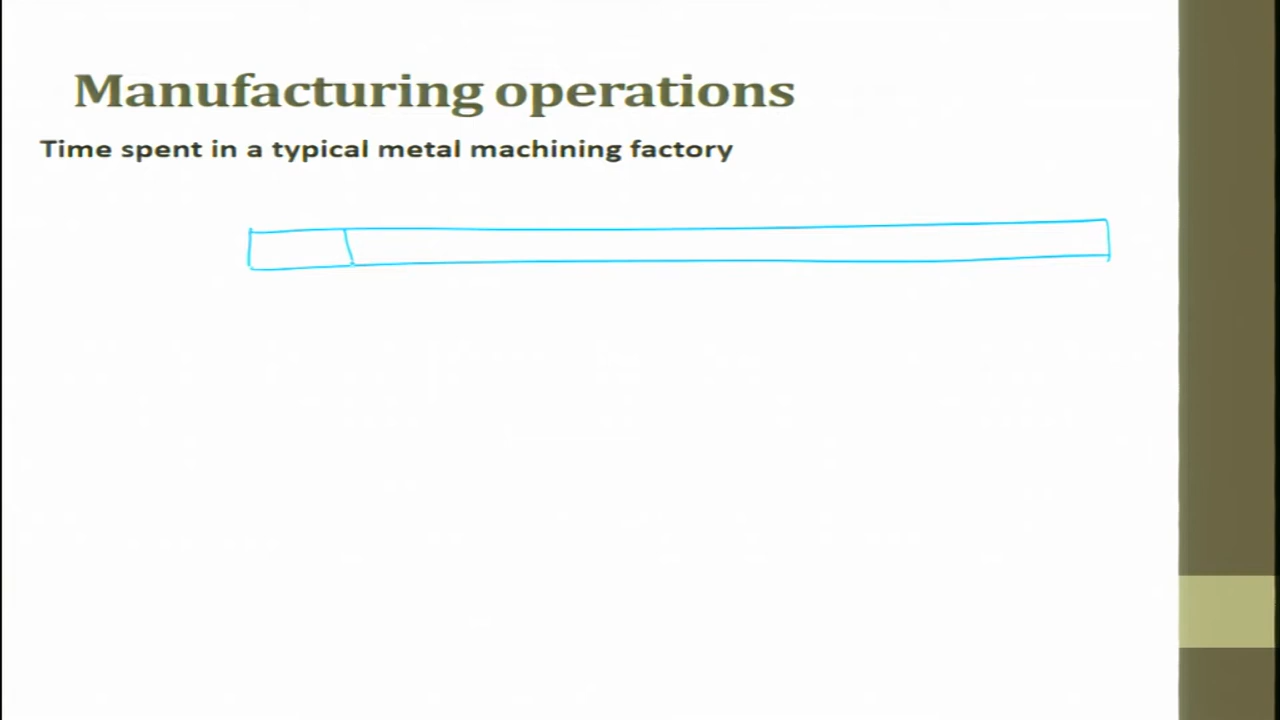 Manufacturing operations
Time spent in a typical metal machining factory